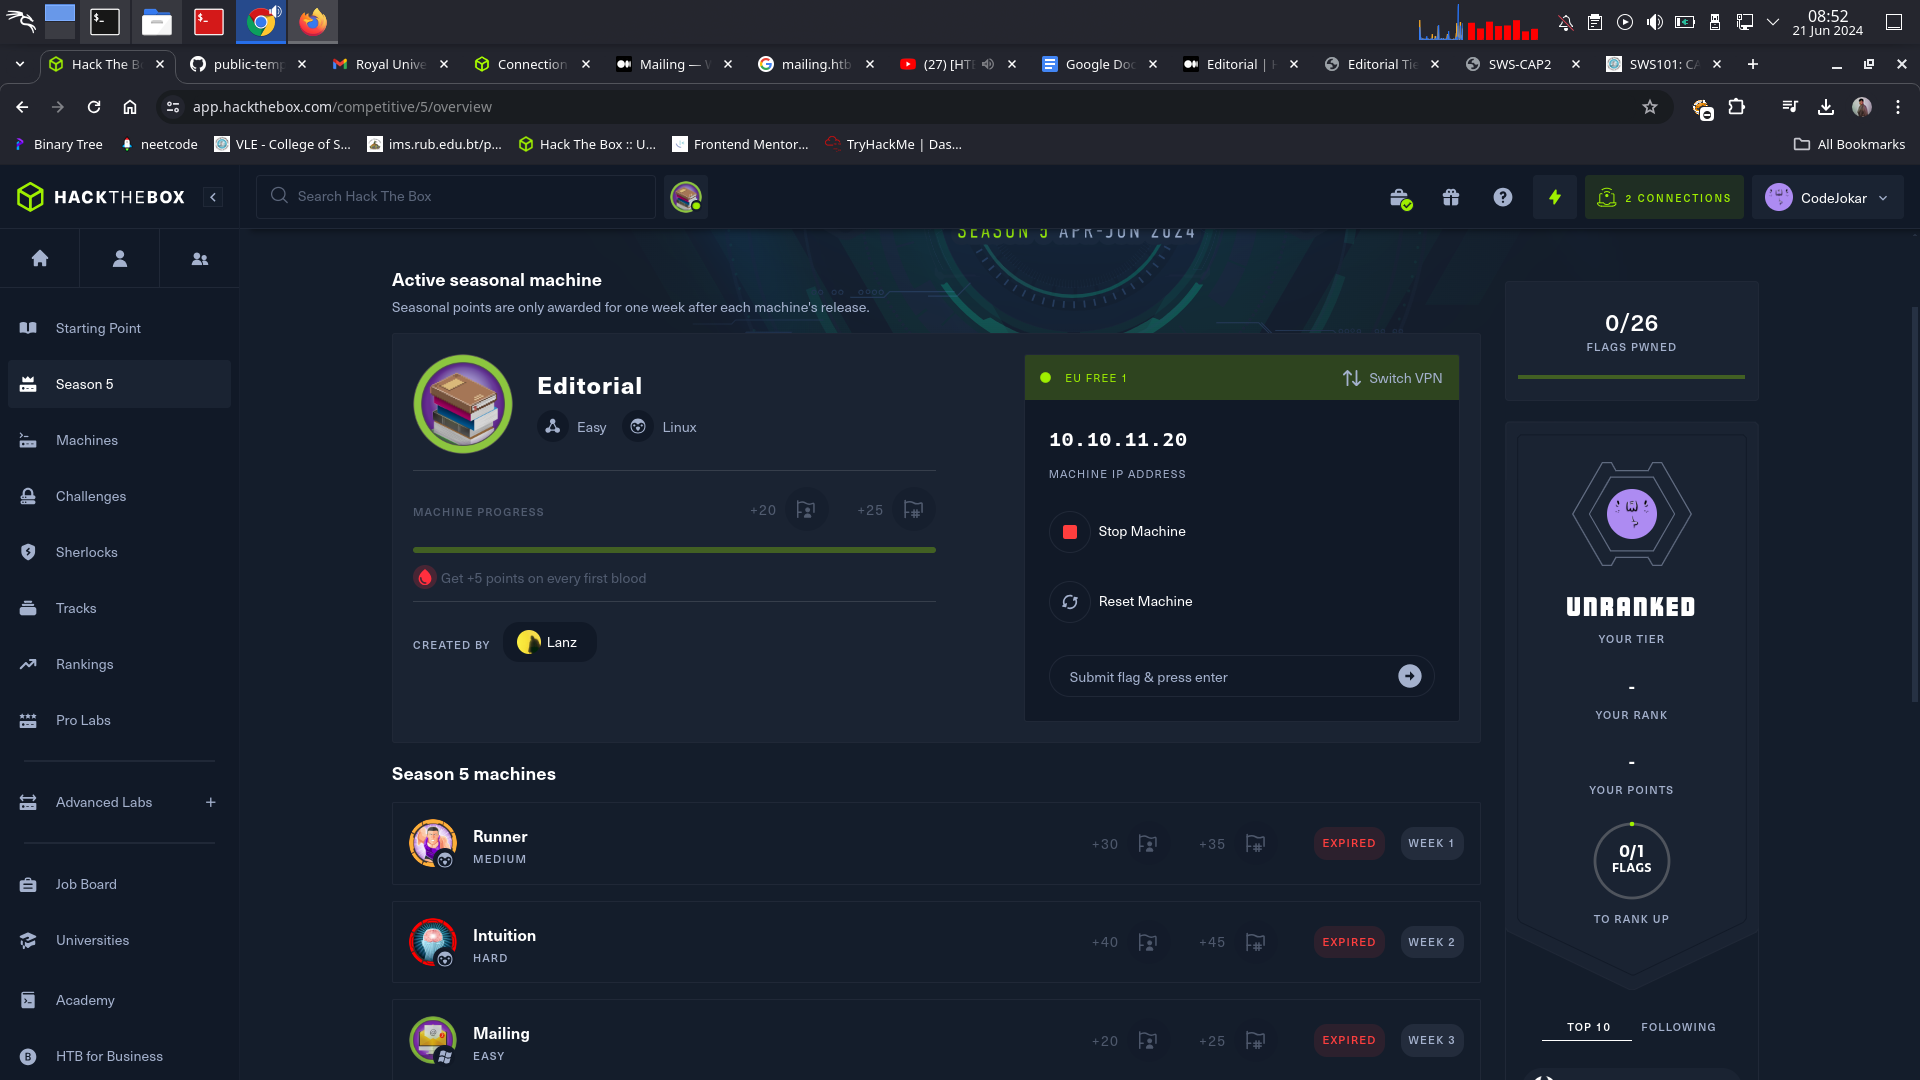 08:52
21 Jun 2024
Hack The B
public-temp
Royal Unive
Connection
Mailing — W
mailing.htb
(27) [HTB
Google Doc
Editorial | H
Editorial Tie
SWS-CAP2
SWS101: CA
app.hackthebox.com/competitive/5/overview
Binary Tree
neetcode
VLE - College of S...
ims.rub.edu.bt/p...
Hack The Box :: U...
Frontend Mentor...
TryHackMe | Das...
All Bookmarks
HACKTHEBOX
Search Hack The Box
2 CONNECTIONS
CodeJokar
Starting Point
Season 5
Machines
Challenges
Sherlocks
Tracks
Rankings
Pro Labs
Advanced Labs
Job Board
Universities
Academy
HTB for Business
SEASON 5 APR-JUN 2024
Active seasonal machine
Seasonal points are only awarded for one week after each machine's release.
Editorial
Easy
Linux
MACHINE PROGRESS
+20
+25
Get +5 points on every first blood
CREATED BY
Lanz
EU FREE 1
Switch VPN
10.10.11.20
MACHINE IP ADDRESS
Stop Machine
Reset Machine
Submit flag & press enter
Season 5 machines
Runner
MEDIUM
+30
+35
EXPIRED
WEEK 1
Intuition
HARD
+40
+45
EXPIRED
WEEK 2
Mailing
EASY
+20
+25
EXPIRED
WEEK 3
0/26
FLAGS PWNED
UNRANKED
YOUR TIER
-
YOUR RANK
-
YOUR POINTS
0/1
FLAGS
TO RANK UP
TOP 10
FOLLOWING